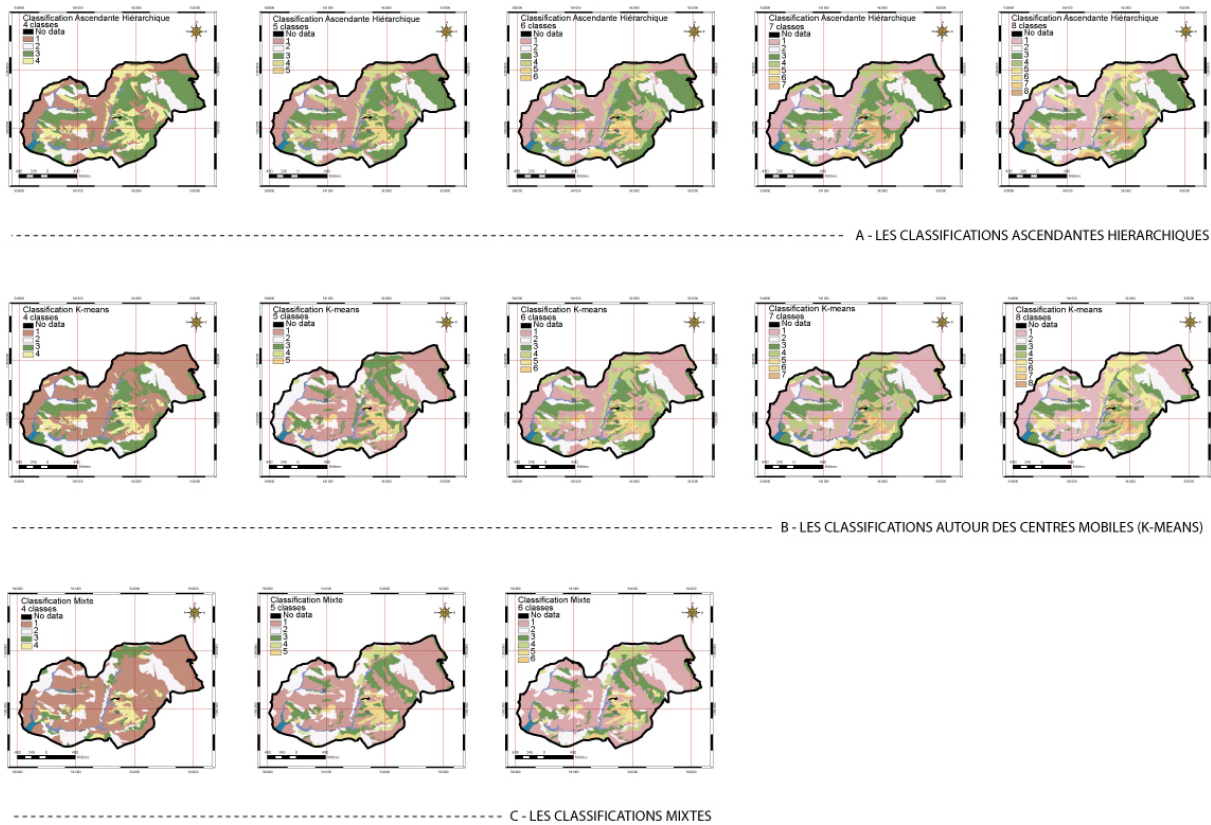 Classification Ascendante Hiérarchique
4 classes
No data
1
2
3
4
Classification Ascendante Hiérarchique
5 classes
No data
1
2
3
4
5
Classification Ascendante Hiérarchique
6 classes
No data
1
2
3
4
5
6
Classification Ascendante Hiérarchique
7 classes
No data
1
2
3
4
5
6
7
Classification Ascendante Hiérarchique
8 classes
No data
1
2
3
4
5
6
7
8
A - LES CLASSIFICATIONS ASCENDANTES HIERARCHIQUES
Classification K-means
4 classes
No data
1
2
3
4
Classification K-means
5 classes
No data
1
2
3
4
5
Classification K-means
6 classes
No data
1
2
3
4
5
6
Classification K-means
7 classes
No data
1
2
3
4
5
6
7
Classification K-means
8 classes
No data
1
2
3
4
5
6
7
8
B - LES CLASSIFICATIONS AUTOUR DES CENTRES MOBILES (K-MEANS)
Classification Mixte
4 classes
No data
1
2
3
4
Classification Mixte
5 classes
No data
1
2
3
4
5
Classification Mixte
6 classes
No data
1
2
3
4
5
6
C - LES CLASSIFICATIONS MIXTES